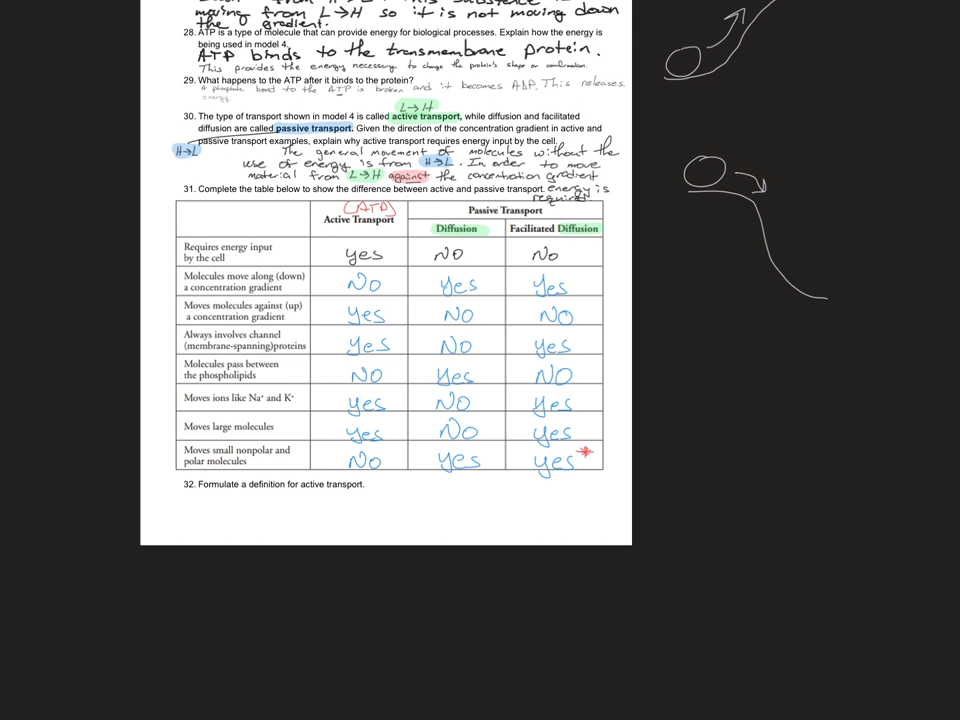 moving from L→H so it is not moving down
the gradient.
28. ATP is a type of molecule that can provide energy for biological processes. Explain how the energy is
being used in model 4.
ATP binds to the transmembrane protein.
This provides the energy necessary to change the protein's shape or conformation.
29. What happens to the ATP after it binds to the protein?
A phosphate bond to the ATP is broken and it becomes ADP. This releases
energy
L→H
30. The type of transport shown in model 4 is called active transport, while diffusion and facilitated
diffusion are called passive transport. Given the direction of the concentration gradient in active and
passive transport examples, explain why active transport requires energy input by the cell.
H→L
The general movement of molecules without the
use of energy is from H→L. In order to move
material from L→H against the concentration gradient
energy is
required
31. Complete the table below to show the difference between active and passive transport.
(ATP)
Active Transport
Passive Transport
Diffusion
Facilitated Diffusion
Requires energy input
by the cell
yes
NO
No
Molecules move along (down)
a concentration gradient
NO
Yes
Yes
Moves molecules against (up)
a concentration gradient
Yes
NO
NO
Always involves channel
(membrane-spanning)proteins
Yes
NO
yes
Molecules pass between
the phospholipids
NO
Yes
NO
Moves ions like Na⁺ and K⁺
yes
NO
Yes
Moves large molecules
Yes
No
yes
Moves small nonpolar and
polar molecules
NO
yes
yes*
32. Formulate a definition for active transport.